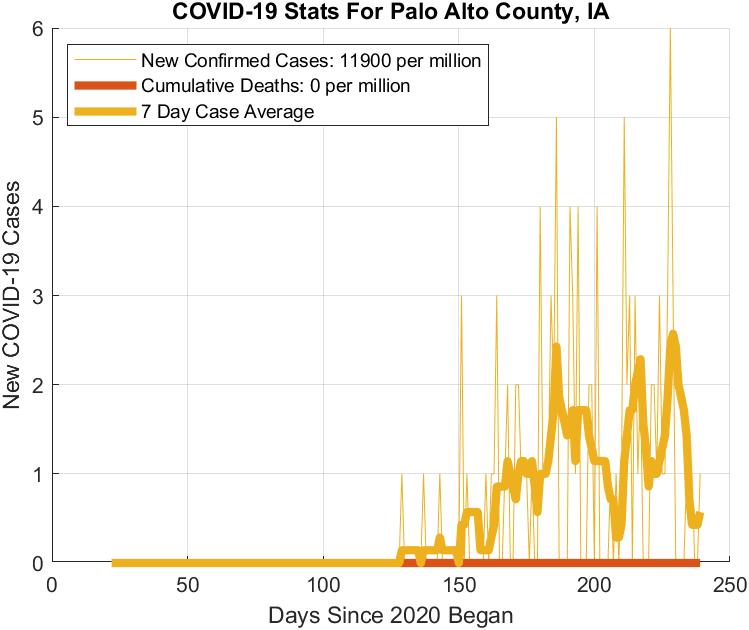 COVID-19 Stats For Palo Alto County, IA
New Confirmed Cases: 11900 per million
Cumulative Deaths: 0 per million
7 Day Case Average
New COVID-19 Cases
6
5
4
3
2
1
0
0 50 100 150 200 250
Days Since 2020 Began